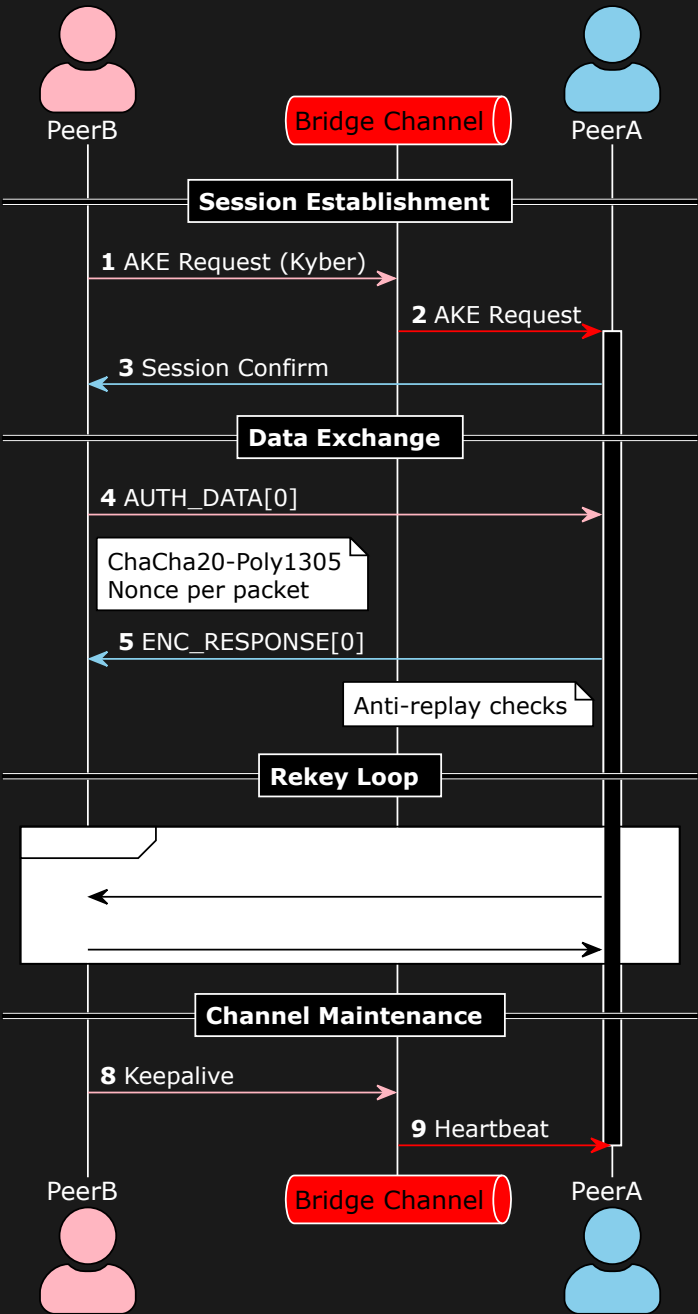 PeerB
Bridge Channel
PeerA
Session Establishment
1 AKE Request (Kyber)
2 AKE Request
3 Session Confirm
Data Exchange
4 AUTH_DATA[0]
ChaCha20-Poly1305
Nonce per packet
5 ENC_RESPONSE[0]
Anti-replay checks
Rekey Loop
Channel Maintenance
8 Keepalive
9 Heartbeat
PeerB
Bridge Channel
PeerA